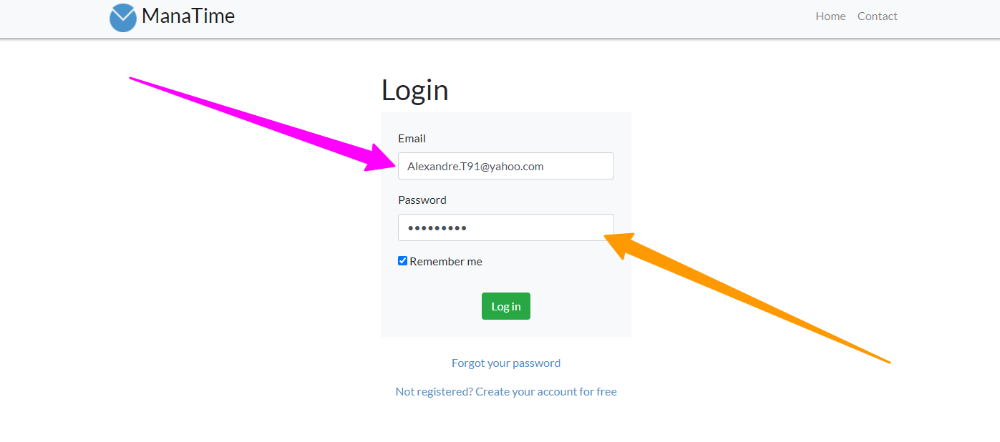 ManaTime
Home Contact
Login
Email
Alexandre.T91@yahoo.com
Password
•••••••••
Remember me
Log in
Forgot your password
Not registered? Create your account for free